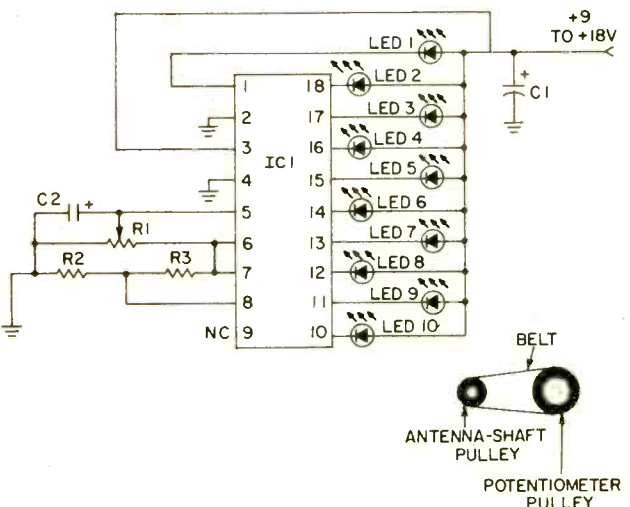 +9
TO +18V
LED 1
C1
LED 2
LED 3
LED 4
LED 5
LED 6
LED 7
LED 8
LED 9
LED 10
1
2
3
4
5
6
7
8
NC 9
IC1
18
17
16
15
14
13
12
11
10
C2
+
+
R1
R2
R3
BELT
ANTENNA-SHAFT
PULLEY
POTENTIOMETER
PULLEY